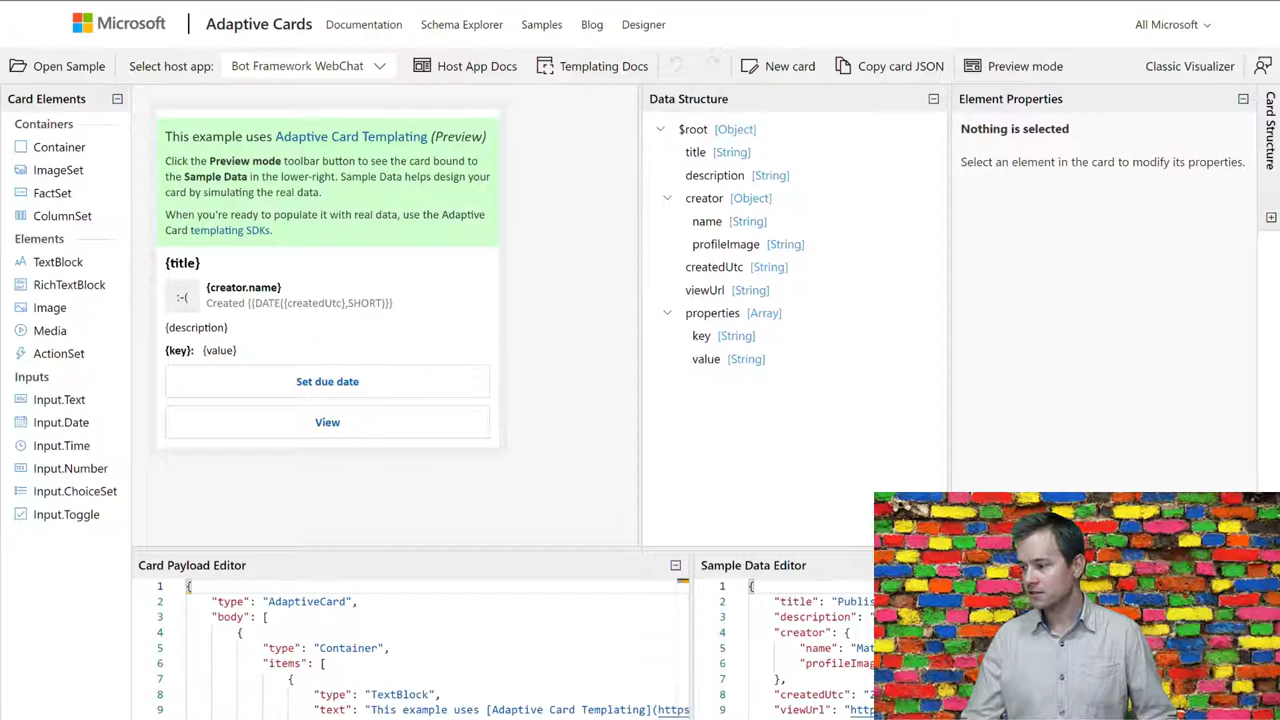 Microsoft
Adaptive Cards
Documentation
Schema Explorer
Samples
Blog
Designer
All Microsoft
Open Sample
Select host app:
Bot Framework WebChat
Host App Docs
Templating Docs
New card
Copy card JSON
Preview mode
Classic Visualizer
Card Elements
Containers
Container
ImageSet
FactSet
ColumnSet
Elements
TextBlock
RichTextBlock
Image
Media
ActionSet
Inputs
Input.Text
Input.Date
Input.Time
Input.Number
Input.ChoiceSet
Input.Toggle
This example uses Adaptive Card Templating (Preview)
Click the Preview mode toolbar button to see the card bound to
the Sample Data in the lower-right. Sample Data helps design your
card by simulating the real data.
When you're ready to populate it with real data, use the Adaptive
Card templating SDKs.
{title}
:-(
{creator.name}
Created {{DATE({createdUtc},SHORT)}}
{description}
{key}: {value}
Set due date
View
Data Structure
$root [Object]
title [String]
description [String]
creator [Object]
name [String]
profileImage [String]
createdUtc [String]
viewUrl [String]
properties [Array]
key [String]
value [String]
Element Properties
Nothing is selected
Select an element in the card to modify its properties.
Card Structure
Card Payload Editor
1 {
2 "type": "AdaptiveCard",
3 "body": [
4 {
5 "type": "Container",
6 "items": [
7 {
8 "type": "TextBlock",
9 "text": "This example uses [Adaptive Card Templating](https
Sample Data Editor
1 {
2 "title": "Publis
3 "description":
4 "creator": {
5 "name": "Mat
6 "profileImag
7 },
8 "createdUtc": "2
9 "viewUrl": "http